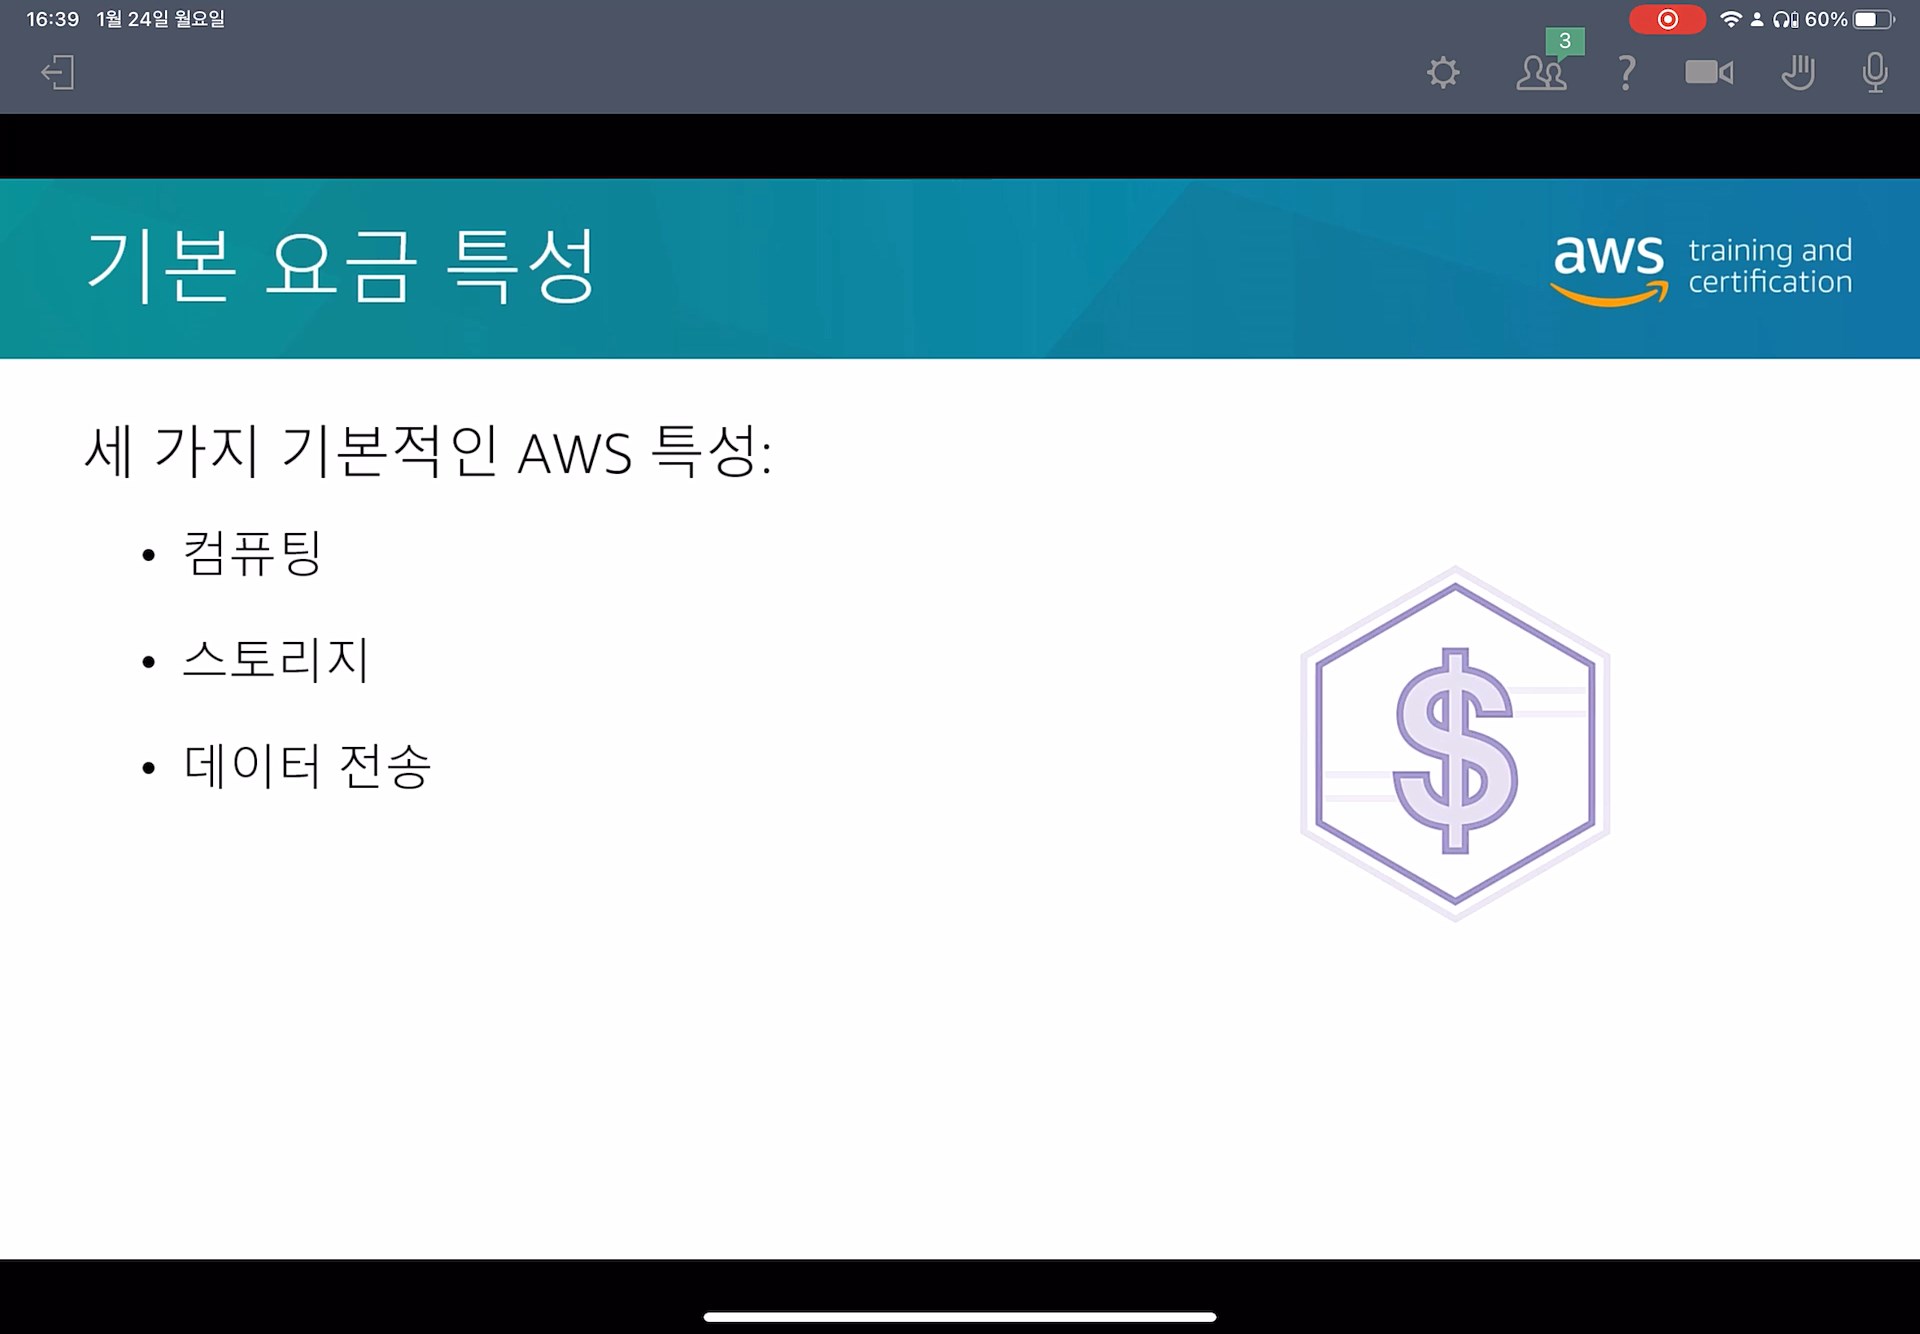 16:39 1월 24일 월요일
60%
3
기본 요금 특성
aws training and certification
세 가지 기본적인 AWS 특성:
• 컴퓨팅
• 스토리지
• 데이터 전송
$